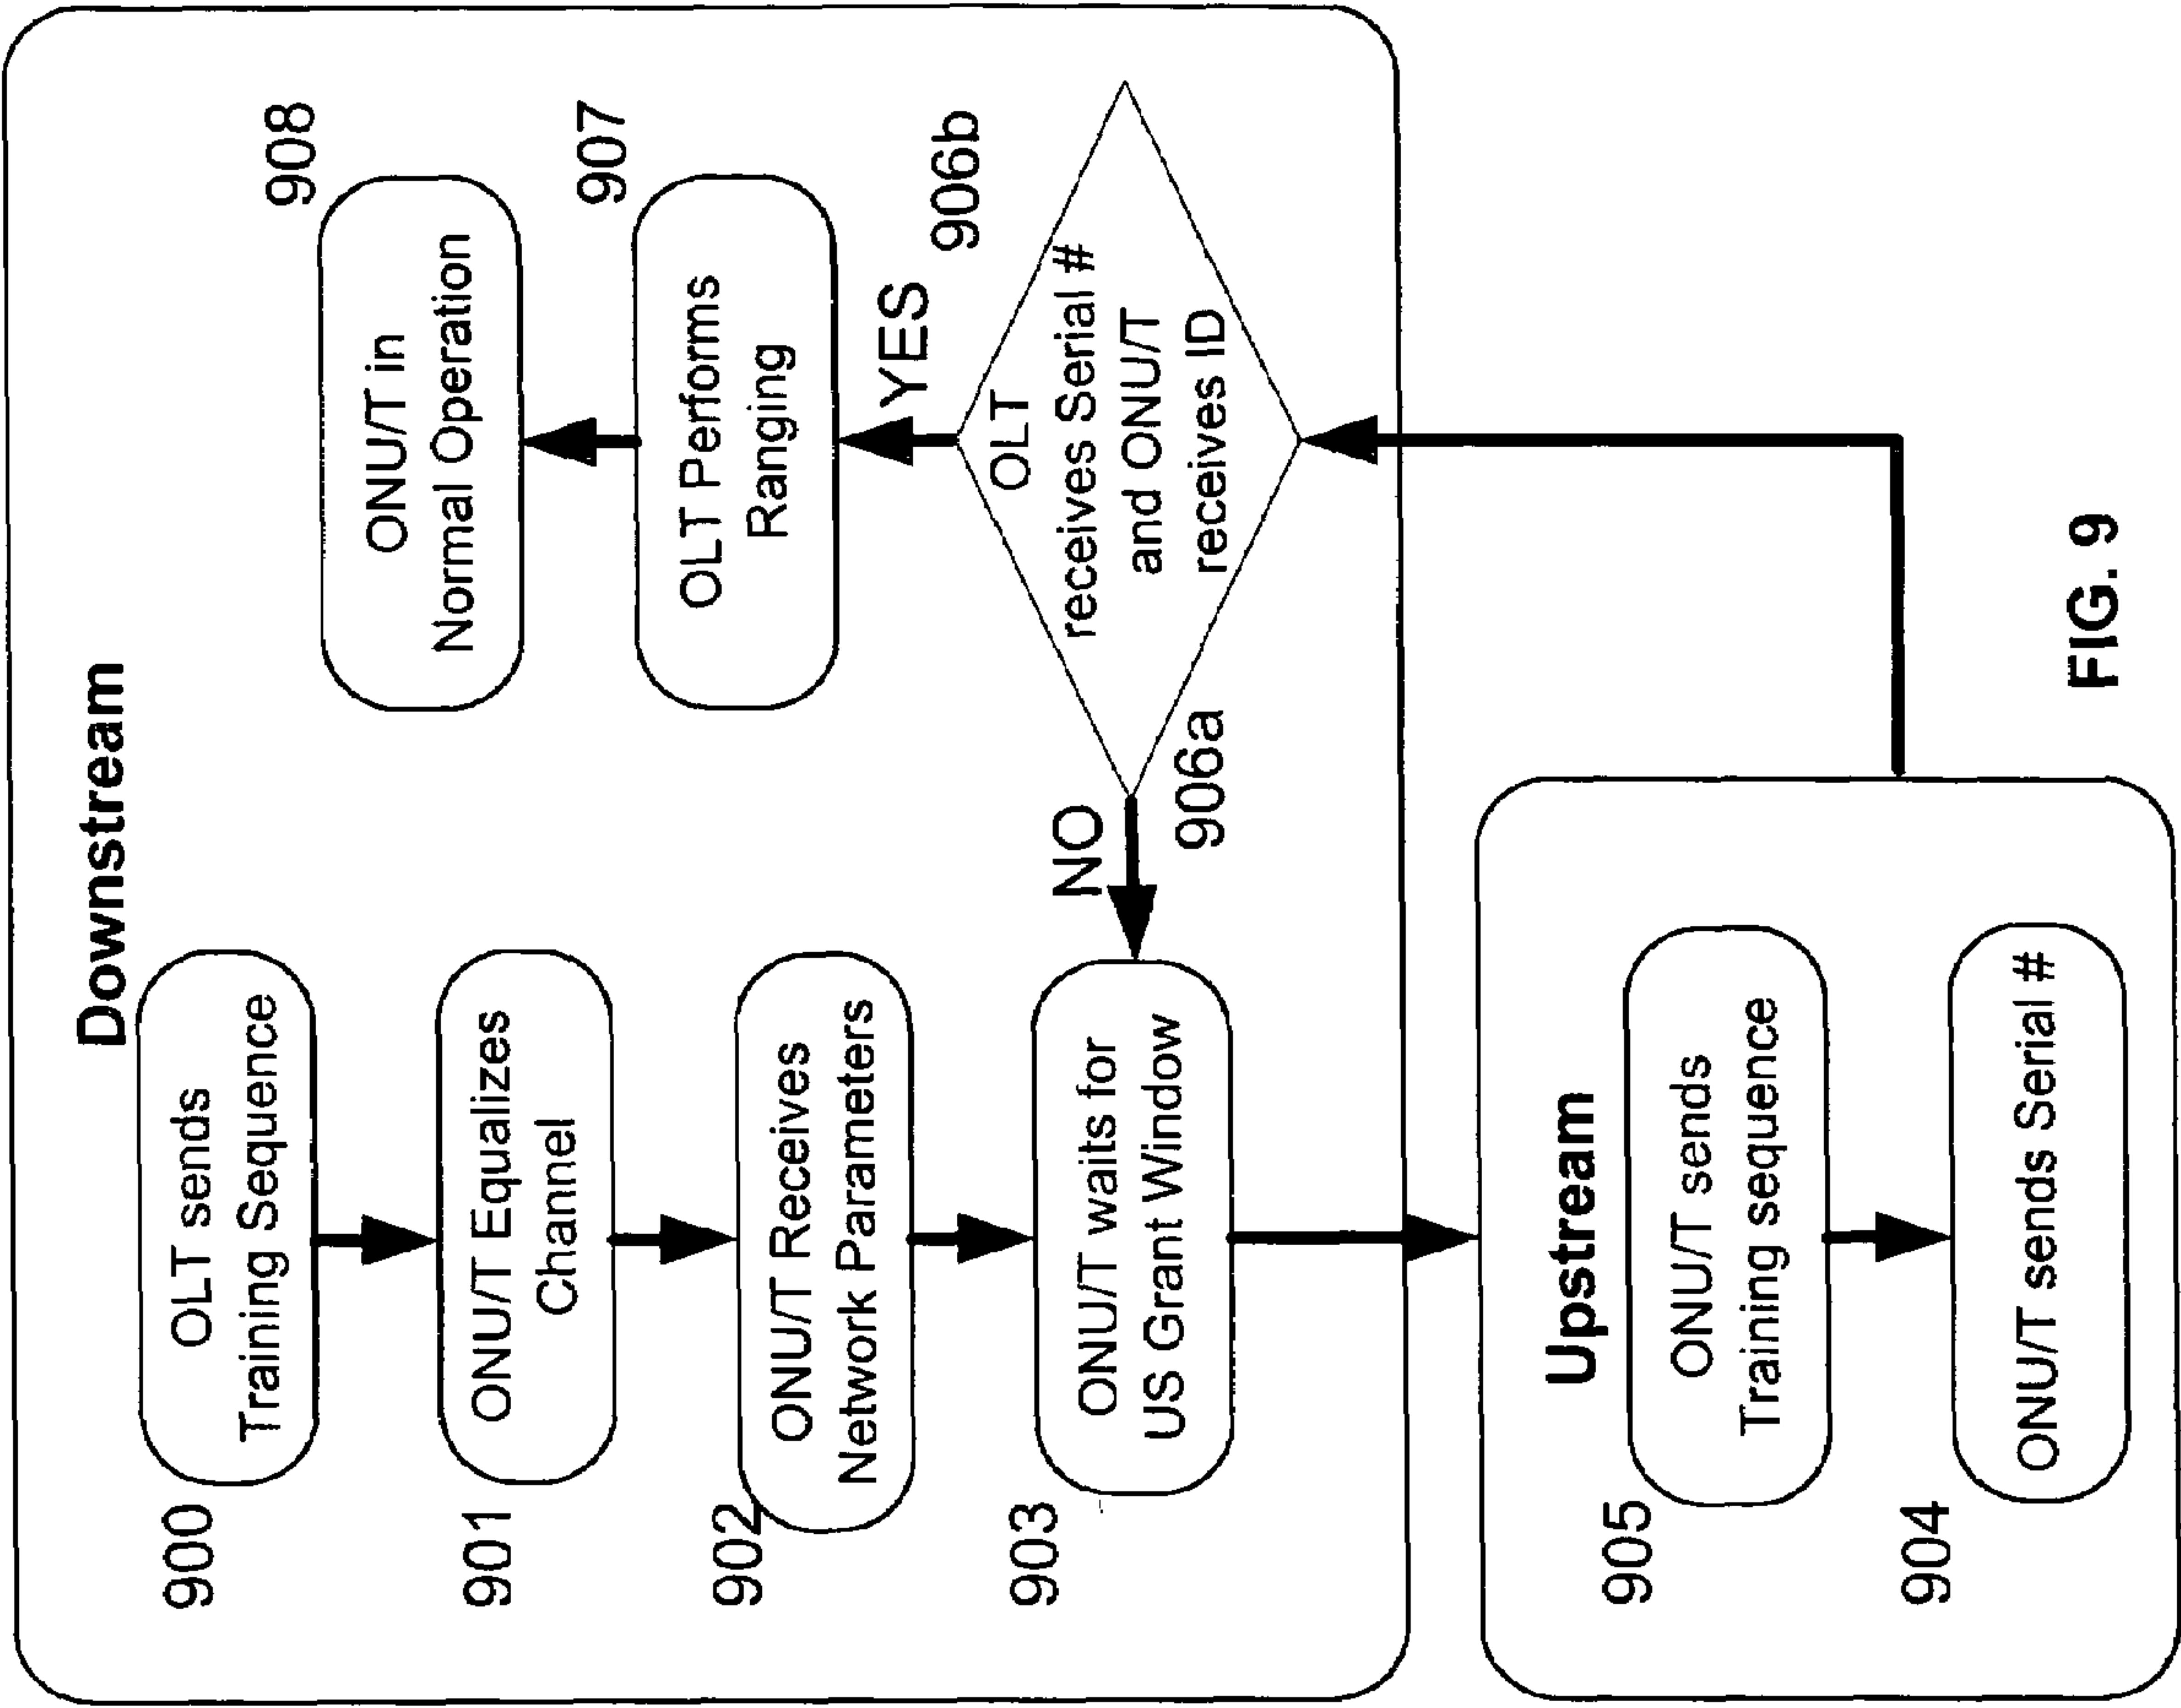 Downstream
900
OLT sends
Training Sequence
901
ONU/T Equalizes
Channel
902
ONU/T Receives
Network Parameters
903
ONU/T waits for
US Grant Window
908
ONU/T in
Normal Operation
907
OLT Performs
Ranging
YES
906b
OLT
receives Serial #
and ONU/T
receives ID
NO
906a
Upstream
905
ONU/T sends
Training sequence
904
ONU/T sends Serial #
FIG. 9